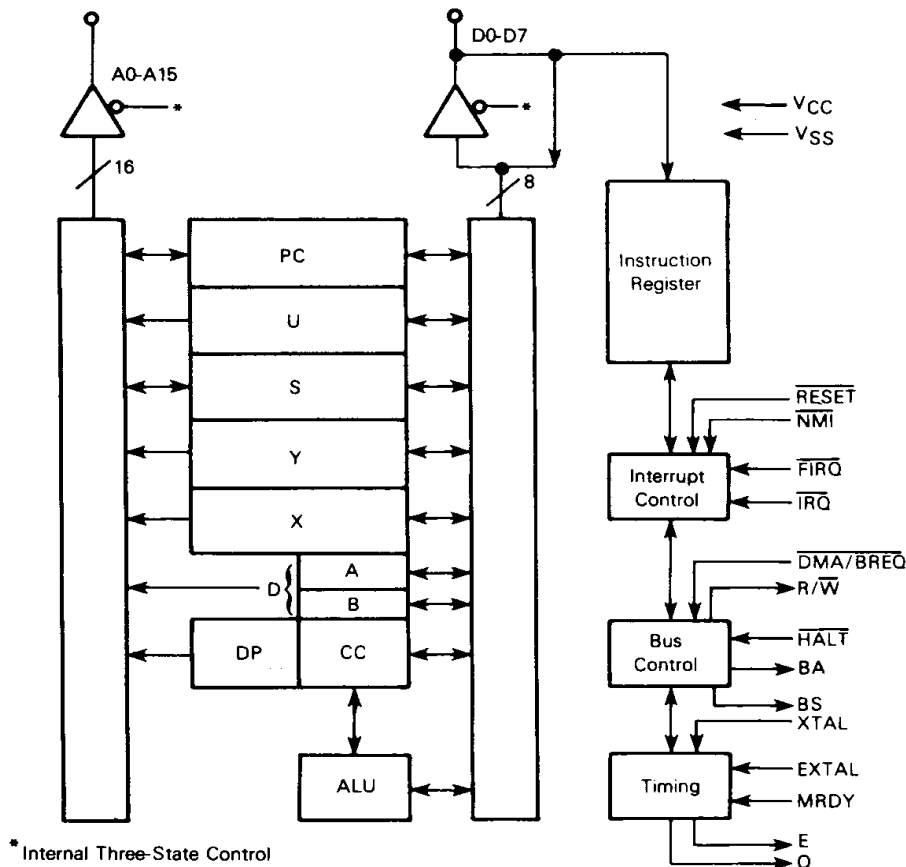 D0-D7
A0-A15
*
*
VCC
VSS
16
8
PC
U
S
Y
X
D{
A
B
DP
CC
ALU
Instruction
Register
RESET
NMI
Interrupt
Control
FIRQ
IRQ
DMA/BREQ
R/W
Bus
Control
HALT
BA
BS
XTAL
Timing
EXTAL
MRDY
E
Q
* Internal Three-State Control